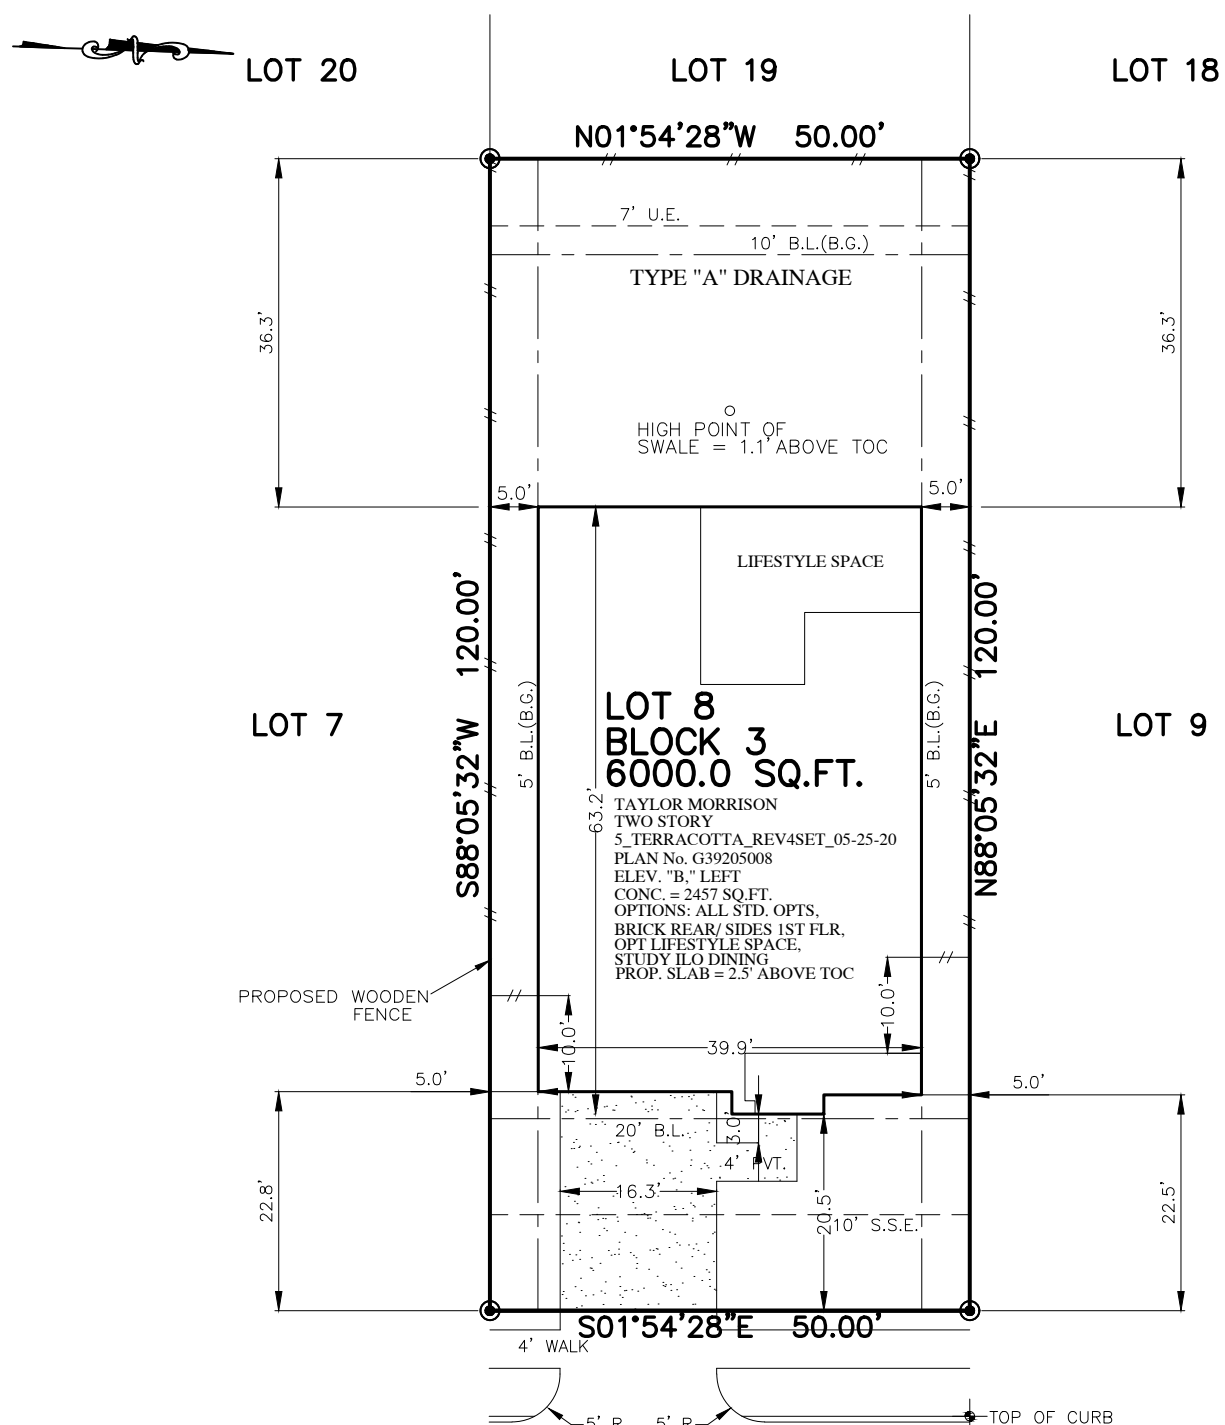 LOT 20
LOT 19
LOT 18
N01°54'28"W 50.00'
7' U.E.
10' B.L.(B.G.)
TYPE "A" DRAINAGE
36.3'
36.3'
HIGH POINT OF
SWALE = 1.1' ABOVE TOC
5.0'
5.0'
LIFESTYLE SPACE
S88°05'32"W 120.00'
N88°05'32"E 120.00'
5' B.L.(B.G.)
5' B.L.(B.G.)
LOT 7
LOT 9
LOT 8
BLOCK 3
6000.0 SQ.FT.
63.2'
TAYLOR MORRISON
TWO STORY
5_TERRACOTTA_REV4SET_05-25-20
PLAN No. G39205008
ELEV. "B," LEFT
CONC. = 2457 SQ.FT.
OPTIONS: ALL STD. OPTS,
BRICK REAR/ SIDES 1ST FLR,
OPT LIFESTYLE SPACE,
STUDY ILO DINING
PROP. SLAB = 2.5' ABOVE TOC
PROPOSED WOODEN
FENCE
10.0'
10.0'
39.9'
5.0'
5.0'
20' B.L.
3.0'
4' PVT.
16.3'
22.8'
20.5'
10' S.S.E.
22.5'
S01°54'28"E 50.00'
4' WALK
5' R
5' R
TOP OF CURB